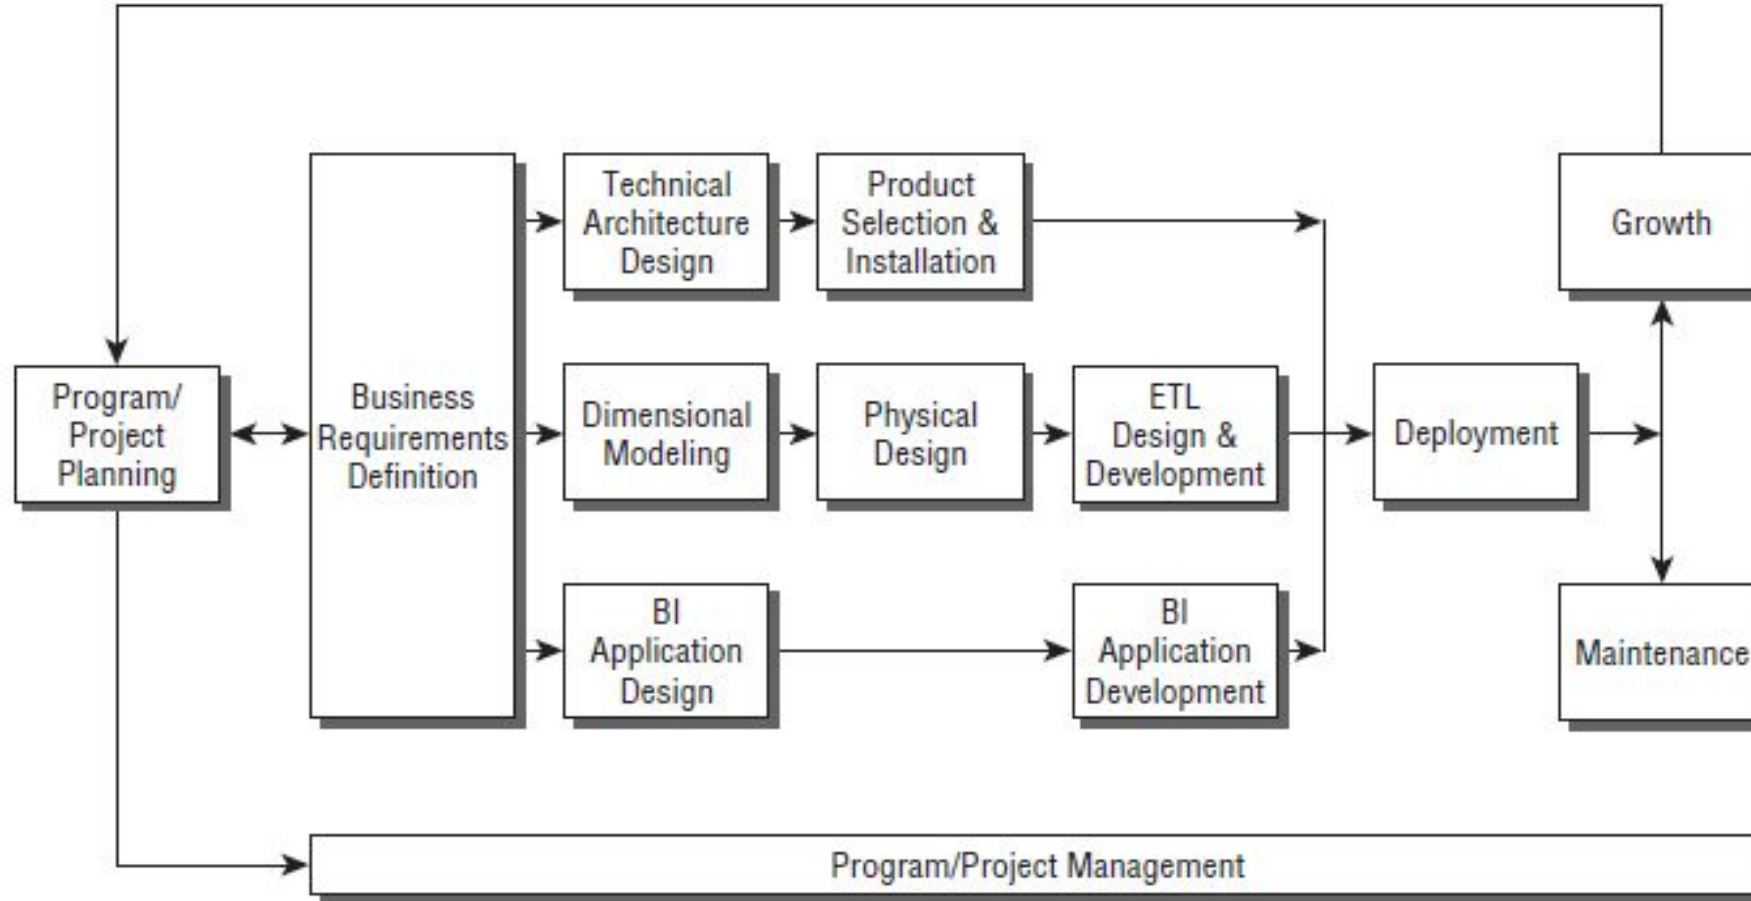 Technical
Architecture
Design
Product
Selection &
Installation
Growth
Program/
Project
Planning
Business
Requirements
Definition
Dimensional
Modeling
Physical
Design
ETL
Design &
Development
Deployment
BI
Application
Design
BI
Application
Development
Maintenance
Program/Project Management